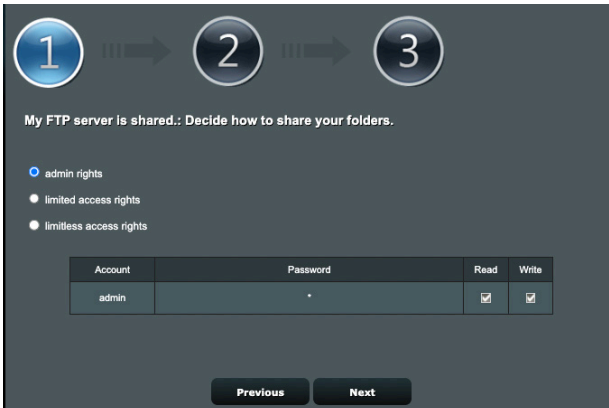 1 2 3
My FTP server is shared.: Decide how to share your folders.
admin rights
limited access rights
limitless access rights
Account Password Read Write
admin *
Previous Next